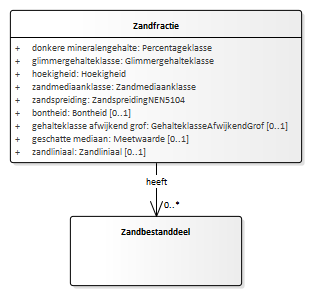 Zandfractie
+ donkere mineralengehalte: Percentageklasse
+ glimmergehalteklasse: Glimmergehalteklasse
+ hoekigheid: Hoekigheid
+ zandmediaanklasse: Zandmediaanklasse
+ zandspreiding: ZandspreidingNEN5104
+ bontheid: Bontheid [0..1]
+ gehalteklasse afwijkend grof: GehalteklasseAfwijkendGrof [0..1]
+ geschatte mediaan: Meetwaarde [0..1]
+ zandliniaal: Zandliniaal [0..1]
heeft
0..*
Zandbestanddeel